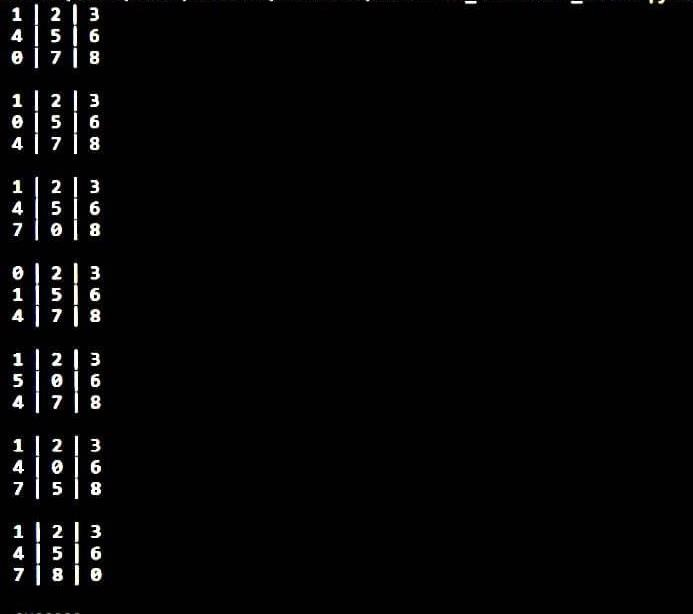 1 | 2 | 3
4 | 5 | 6
0 | 7 | 8
1 | 2 | 3
0 | 5 | 6
4 | 7 | 8
1 | 2 | 3
4 | 5 | 6
7 | 0 | 8
0 | 2 | 3
1 | 5 | 6
4 | 7 | 8
1 | 2 | 3
5 | 0 | 6
4 | 7 | 8
1 | 2 | 3
4 | 0 | 6
7 | 5 | 8
1 | 2 | 3
4 | 5 | 6
7 | 8 | 0